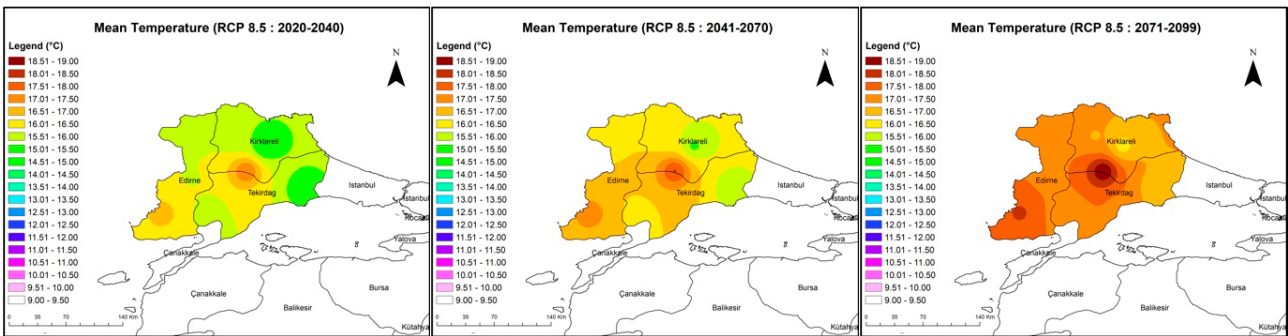 Mean Temperature (RCP 8.5 : 2020-2040)
Legend (°C)
18.51 - 19.00
18.01 - 18.50
17.51 - 18.00
17.01 - 17.50
16.51 - 17.00
16.01 - 16.50
15.51 - 16.00
15.01 - 15.50
14.51 - 15.00
14.01 - 14.50
13.51 - 14.00
13.01 - 13.50
12.51 - 13.00
12.01 - 12.50
11.51 - 12.00
11.01 - 11.50
10.51 - 11.00
10.01 - 10.50
9.51 - 10.00
9.00 - 9.50
N
Kirklareli
Edirne
Tekirdag
Istanbul
Istanbul
Kocaeli
Yalova
Çanakkale
Çanakkale
Bursa
Balikesir
Kütahya
0 35 70 140 Km
Mean Temperature (RCP 8.5 : 2041-2070)
Legend (°C)
18.51 - 19.00
18.01 - 18.50
17.51 - 18.00
17.01 - 17.50
16.51 - 17.00
16.01 - 16.50
15.51 - 16.00
15.01 - 15.50
14.51 - 15.00
14.01 - 14.50
13.51 - 14.00
13.01 - 13.50
12.51 - 13.00
12.01 - 12.50
11.51 - 12.00
11.01 - 11.50
10.51 - 11.00
10.01 - 10.50
9.51 - 10.00
9.00 - 9.50
N
Kirklareli
Edirne
Tekirdag
Istanbul
Istanbul
Kocaeli
Yalova
Çanakkale
Çanakkale
Bursa
Balikesir
Kütahya
0 35 70 140 Km
Mean Temperature (RCP 8.5 : 2071-2099)
Legend (°C)
18.51 - 19.00
18.01 - 18.50
17.51 - 18.00
17.01 - 17.50
16.51 - 17.00
16.01 - 16.50
15.51 - 16.00
15.01 - 15.50
14.51 - 15.00
14.01 - 14.50
13.51 - 14.00
13.01 - 13.50
12.51 - 13.00
12.01 - 12.50
11.51 - 12.00
11.01 - 11.50
10.51 - 11.00
10.01 - 10.50
9.51 - 10.00
9.00 - 9.50
N
Kirklareli
Edirne
Tekirdag
Istanbul
Istanbul
Kocaeli
Yalova
Çanakkale
Çanakkale
Bursa
Balikesir
Kütahya
0 35 70 140 Km